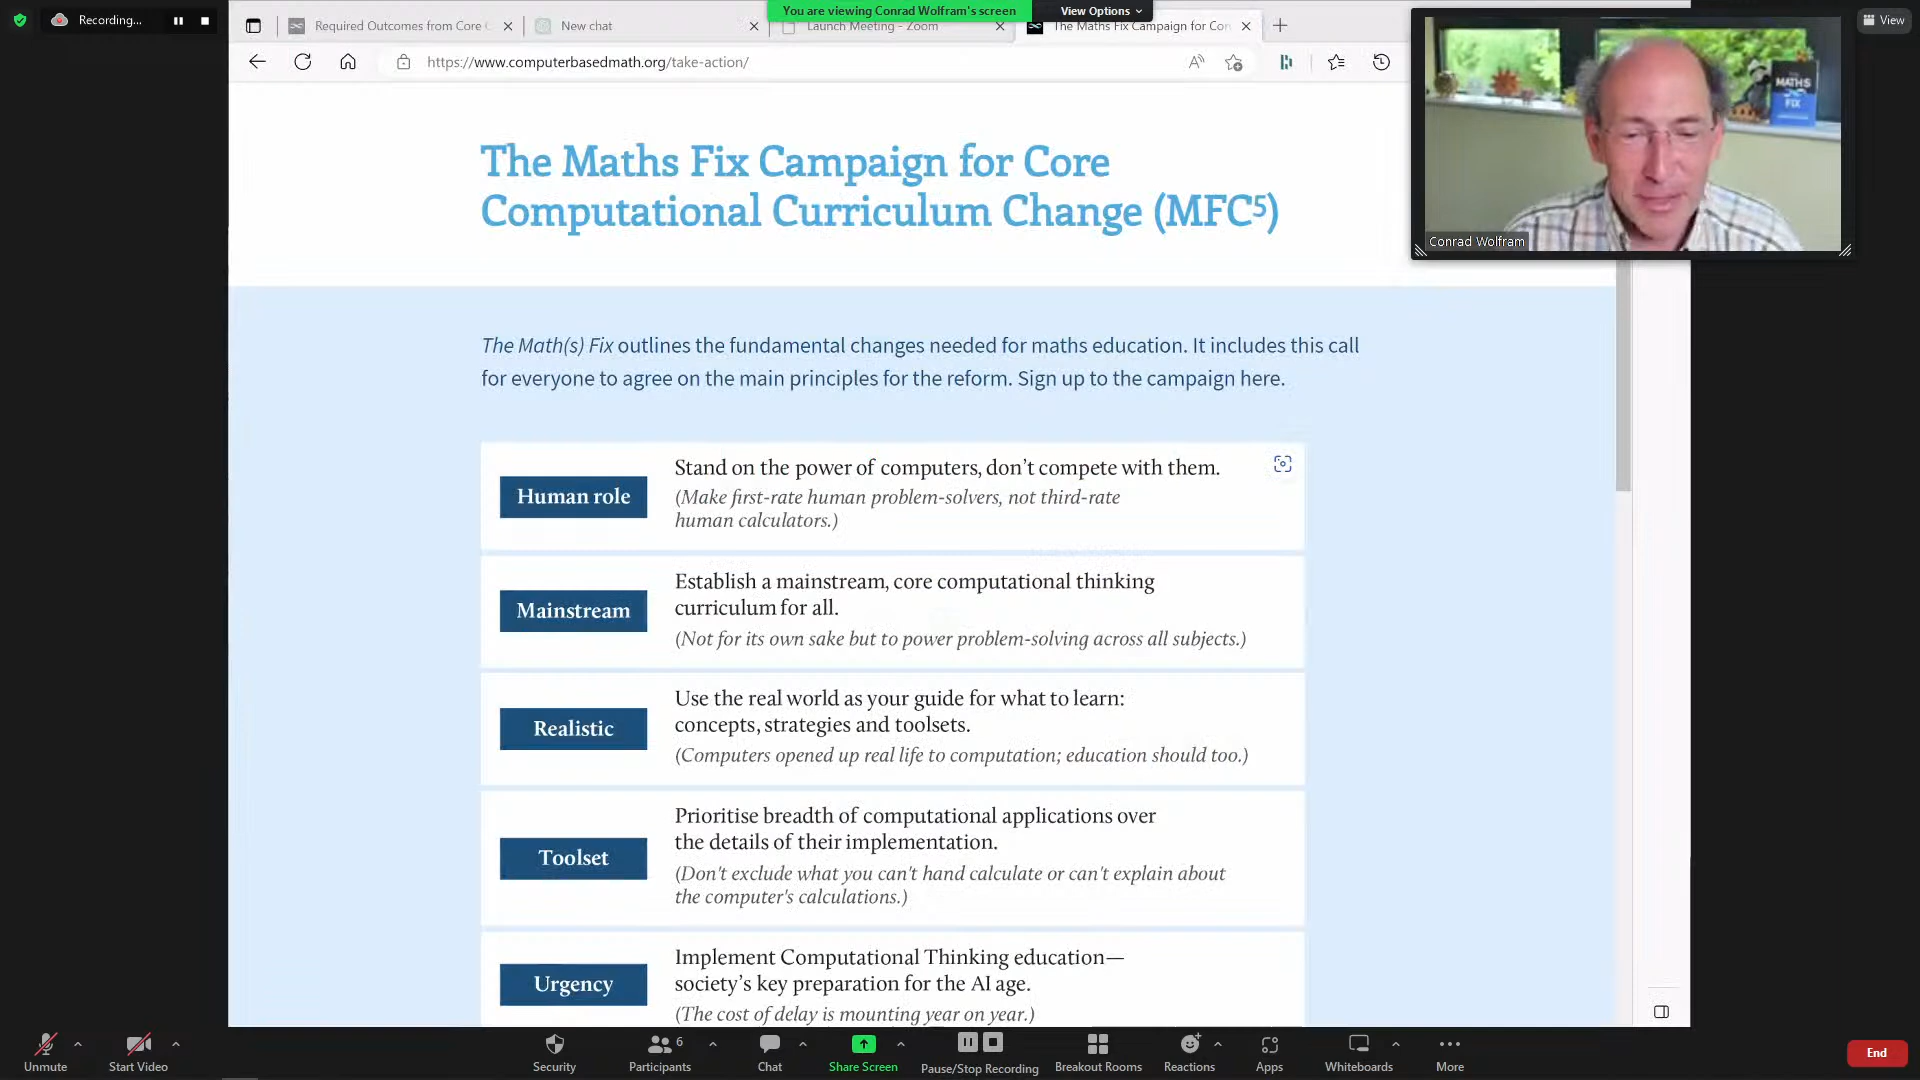 Recording...
You are viewing Conrad Wolfram's screen
View Options
View
Required Outcomes from Core C
New chat
Launch Meeting - Zoom
The Maths Fix Campaign for Cor
https://www.computerbasedmath.org/take-action/
MATHS
FIX
Conrad Wolfram
The Maths Fix Campaign for Core
Computational Curriculum Change (MFC⁵)
The Math(s) Fix outlines the fundamental changes needed for maths education. It includes this call
for everyone to agree on the main principles for the reform. Sign up to the campaign here.
Human role
Stand on the power of computers, don’t compete with them.
(Make first-rate human problem-solvers, not third-rate
human calculators.)
Mainstream
Establish a mainstream, core computational thinking
curriculum for all.
(Not for its own sake but to power problem-solving across all subjects.)
Realistic
Use the real world as your guide for what to learn:
concepts, strategies and toolsets.
(Computers opened up real life to computation; education should too.)
Toolset
Prioritise breadth of computational applications over
the details of their implementation.
(Don't exclude what you can't hand calculate or can't explain about
the computer's calculations.)
Urgency
Implement Computational Thinking education—
society’s key preparation for the AI age.
(The cost of delay is mounting year on year.)
Unmute
Start Video
Security
Participants
6
Chat
Share Screen
Pause/Stop Recording
Breakout Rooms
Reactions
Apps
Whiteboards
More
End